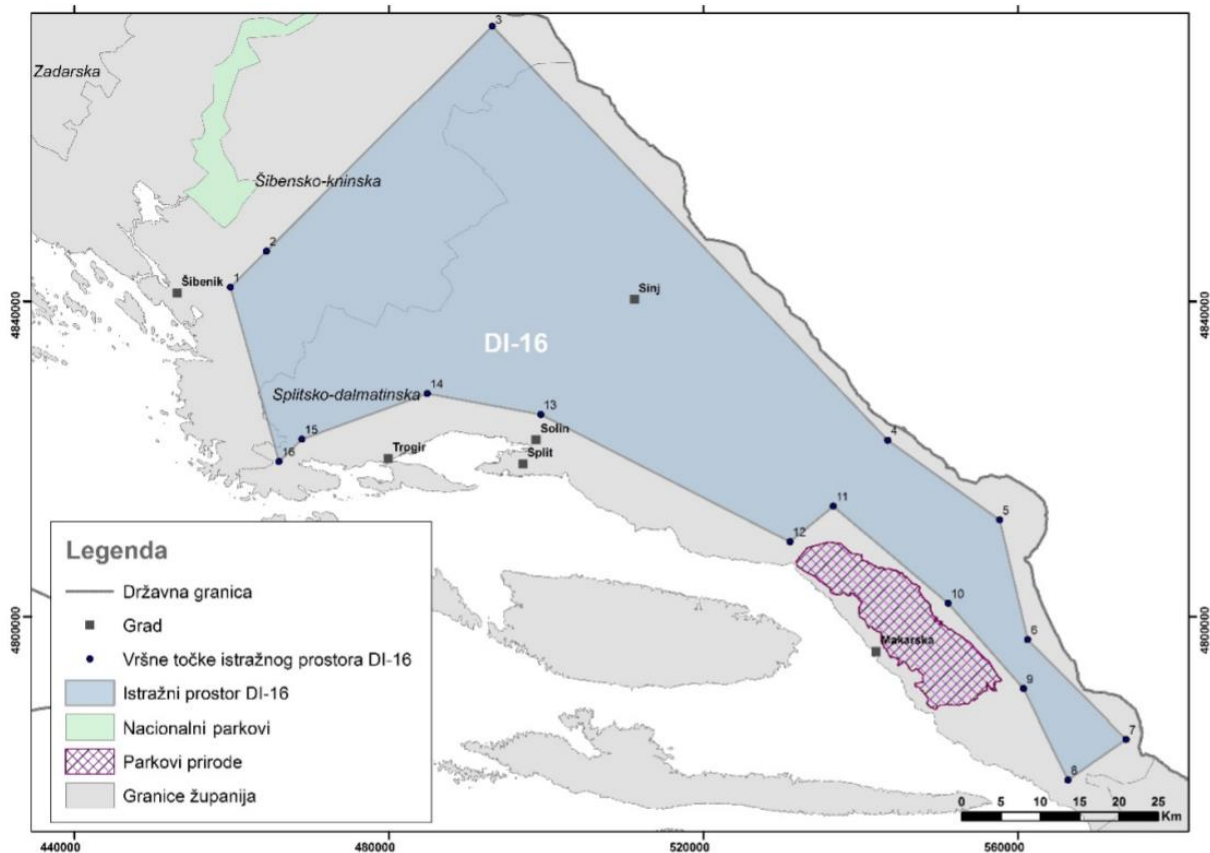 3
Zadarska
Šibensko-kninska
2
1
Šibenik
Sinj
4840000
4840000
DI-16
Splitsko-dalmatinska
14
13
15
Solin
4
Trogir
16
Split
5
11
12
10
4800000
4800000
6
Makarska
9
7
8
Legenda
Državna granica
Grad
Vršne točke istražnog prostora DI-16
Istražni prostor DI-16
Nacionalni parkovi
Parkovi prirode
Granice županija
0 5 10 15 20 25
Km
440000 480000 520000 560000